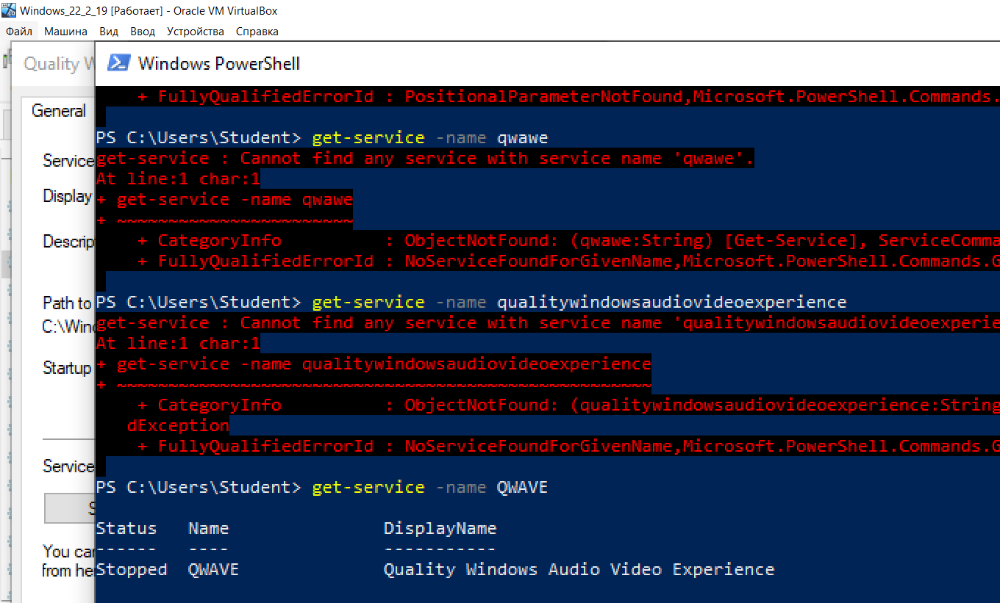 Windows_22_2_19 [Работает] - Oracle VM VirtualBox
Файл Машина Вид Ввод Устройства Справка
Quality W
General
Service
Display
Descrip
Path to
C:\Wind
Startup
Service
S
You can
from he
Windows PowerShell
+ FullyQualifiedErrorId : PositionalParameterNotFound,Microsoft.PowerShell.Commands.
PS C:\Users\Student> get-service -name qwawe
get-service : Cannot find any service with service name 'qwawe'.
At line:1 char:1
+ get-service -name qwawe
+ ~~~~~~~~~~~~~~~~~~~~~~~
+ CategoryInfo : ObjectNotFound: (qwawe:String) [Get-Service], ServiceComma
+ FullyQualifiedErrorId : NoServiceFoundForGivenName,Microsoft.PowerShell.Commands.G
PS C:\Users\Student> get-service -name qualitywindowsaudiovideoexperience
get-service : Cannot find any service with service name 'qualitywindowsaudiovideoexperie
At line:1 char:1
+ get-service -name qualitywindowsaudiovideoexperience
+ ~~~~~~~~~~~~~~~~~~~~~~~~~~~~~~~~~~~~~~~~~~~~~~~~~~~~
+ CategoryInfo : ObjectNotFound: (qualitywindowsaudiovideoexperience:String
dException
+ FullyQualifiedErrorId : NoServiceFoundForGivenName,Microsoft.PowerShell.Commands.G
PS C:\Users\Student> get-service -name QWAVE
Status Name DisplayName
------ ---- -----------
Stopped QWAVE Quality Windows Audio Video Experience